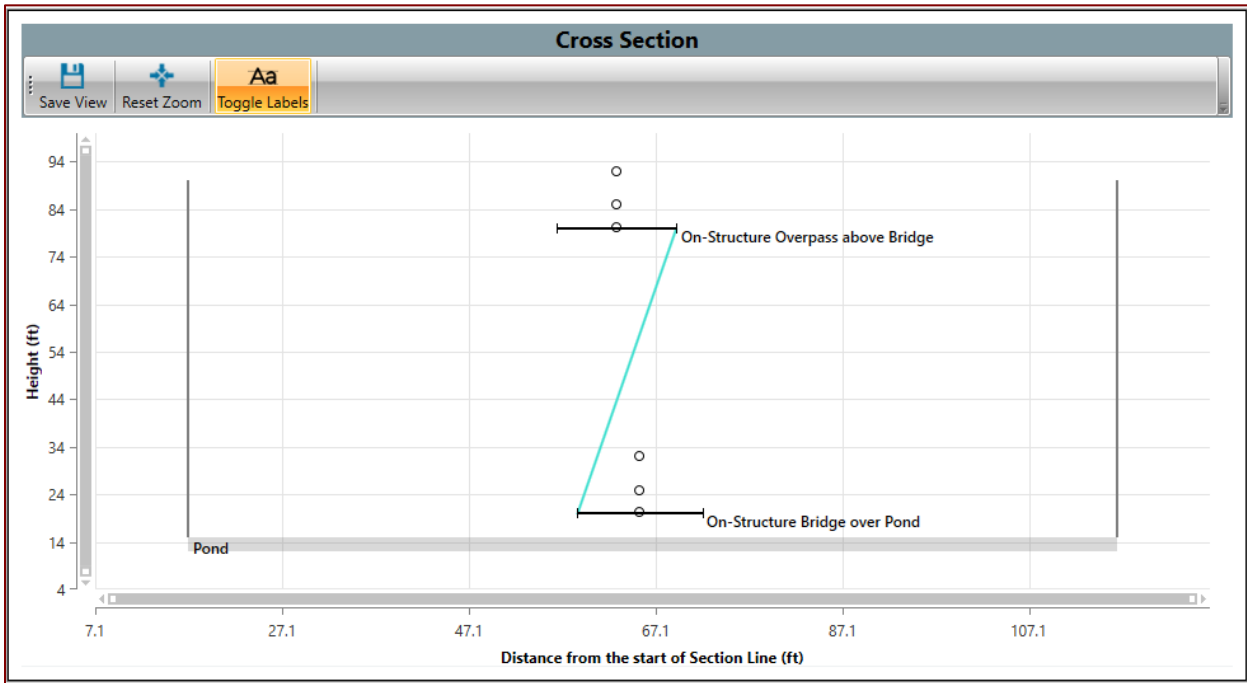 Cross Section
Aa
Save View Reset Zoom Toggle Labels
94
84
74
64
54
44
34
24
14
4
Height (ft)
On-Structure Overpass above Bridge
On-Structure Bridge over Pond
Pond
7.1 27.1 47.1 67.1 87.1 107.1
Distance from the start of Section Line (ft)